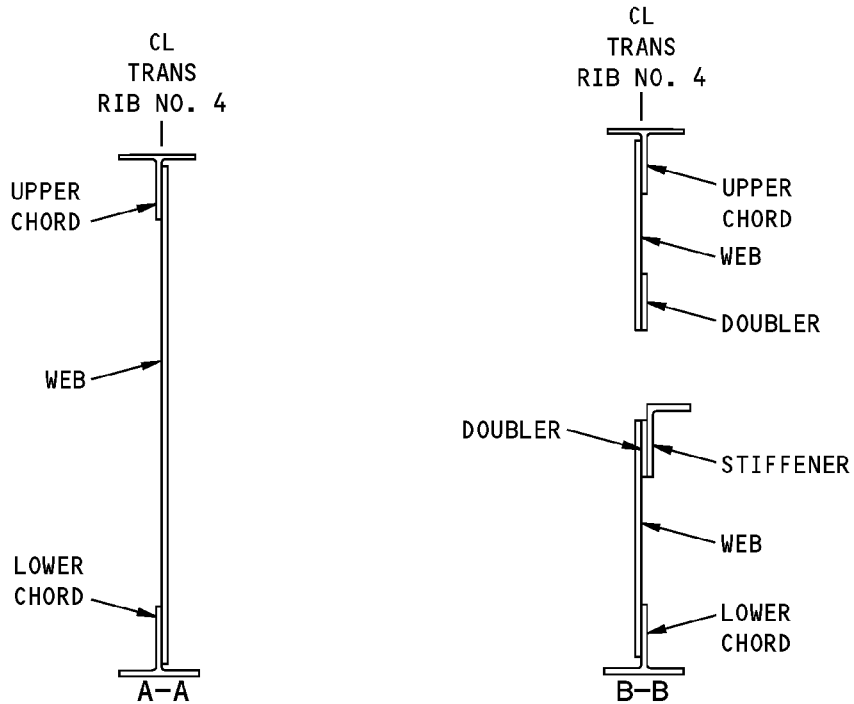 CL
TRANS
RIB NO. 4
UPPER
CHORD
WEB
LOWER
CHORD
A-A
CL
TRANS
RIB NO. 4
UPPER
CHORD
WEB
DOUBLER
DOUBLER
STIFFENER
WEB
LOWER
CHORD
B-B